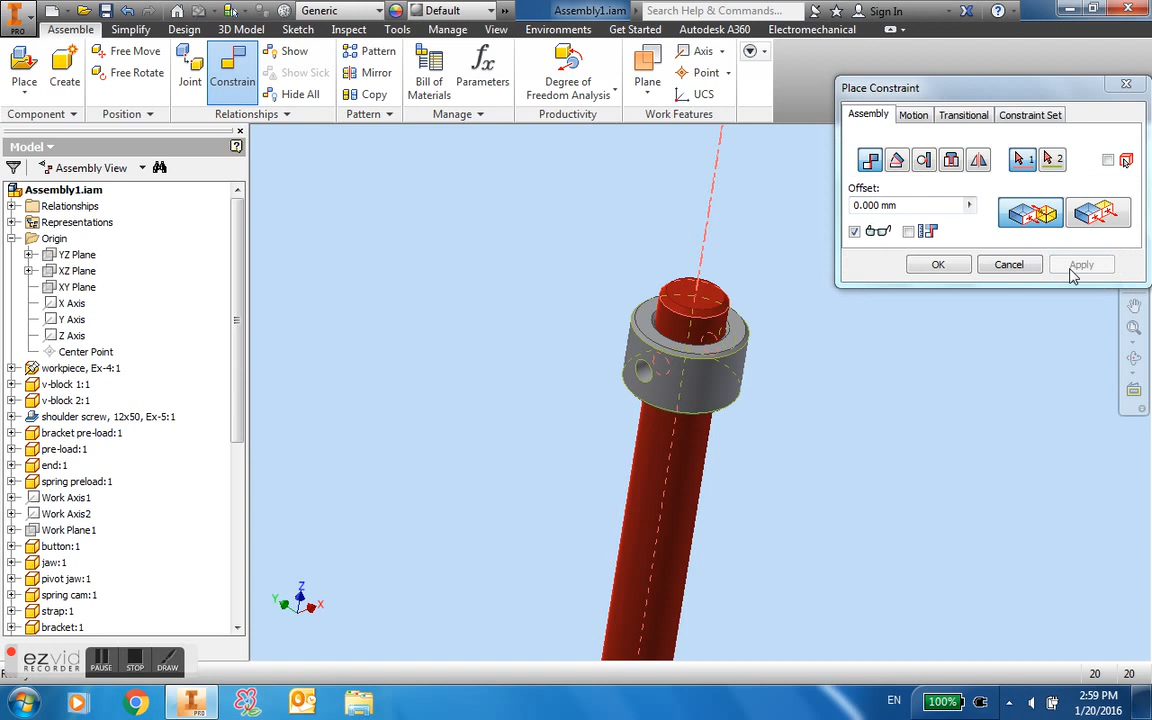 Generic
Default
Assembly1.iam
Search Help & Commands...
Sign In
PRO
Assemble
Simplify
Design
3D Model
Sketch
Inspect
Tools
Manage
View
Environments
Get Started
Autodesk A360
Electromechanical
Place
Create
Free Move
Free Rotate
Joint
Constrain
Show
Show Sick
Hide All
Pattern
Mirror
Copy
Bill of Materials
fx
Parameters
Degree of Freedom Analysis
Plane
Axis
Point
UCS
Component
Position
Relationships
Pattern
Manage
Productivity
Work Features
Model
Assembly View
Assembly1.iam
Relationships
Representations
Origin
YZ Plane
XZ Plane
XY Plane
X Axis
Y Axis
Z Axis
Center Point
workpiece, Ex-4:1
v-block 1:1
v-block 2:1
shoulder screw, 12x50, Ex-5:1
bracket pre-load:1
pre-load:1
end:1
spring preload:1
Work Axis1
Work Axis2
Work Plane1
button:1
jaw:1
pivot jaw:1
spring cam:1
strap:1
bracket:1
Place Constraint
Assembly
Motion
Transitional
Constraint Set
1
2
Offset:
0.000 mm
OK
Cancel
Apply
Z
Y
X
ezvid
RECORDER
PAUSE
STOP
DRAW
20
20
PRO
EN
100%
2:59 PM
1/20/2016